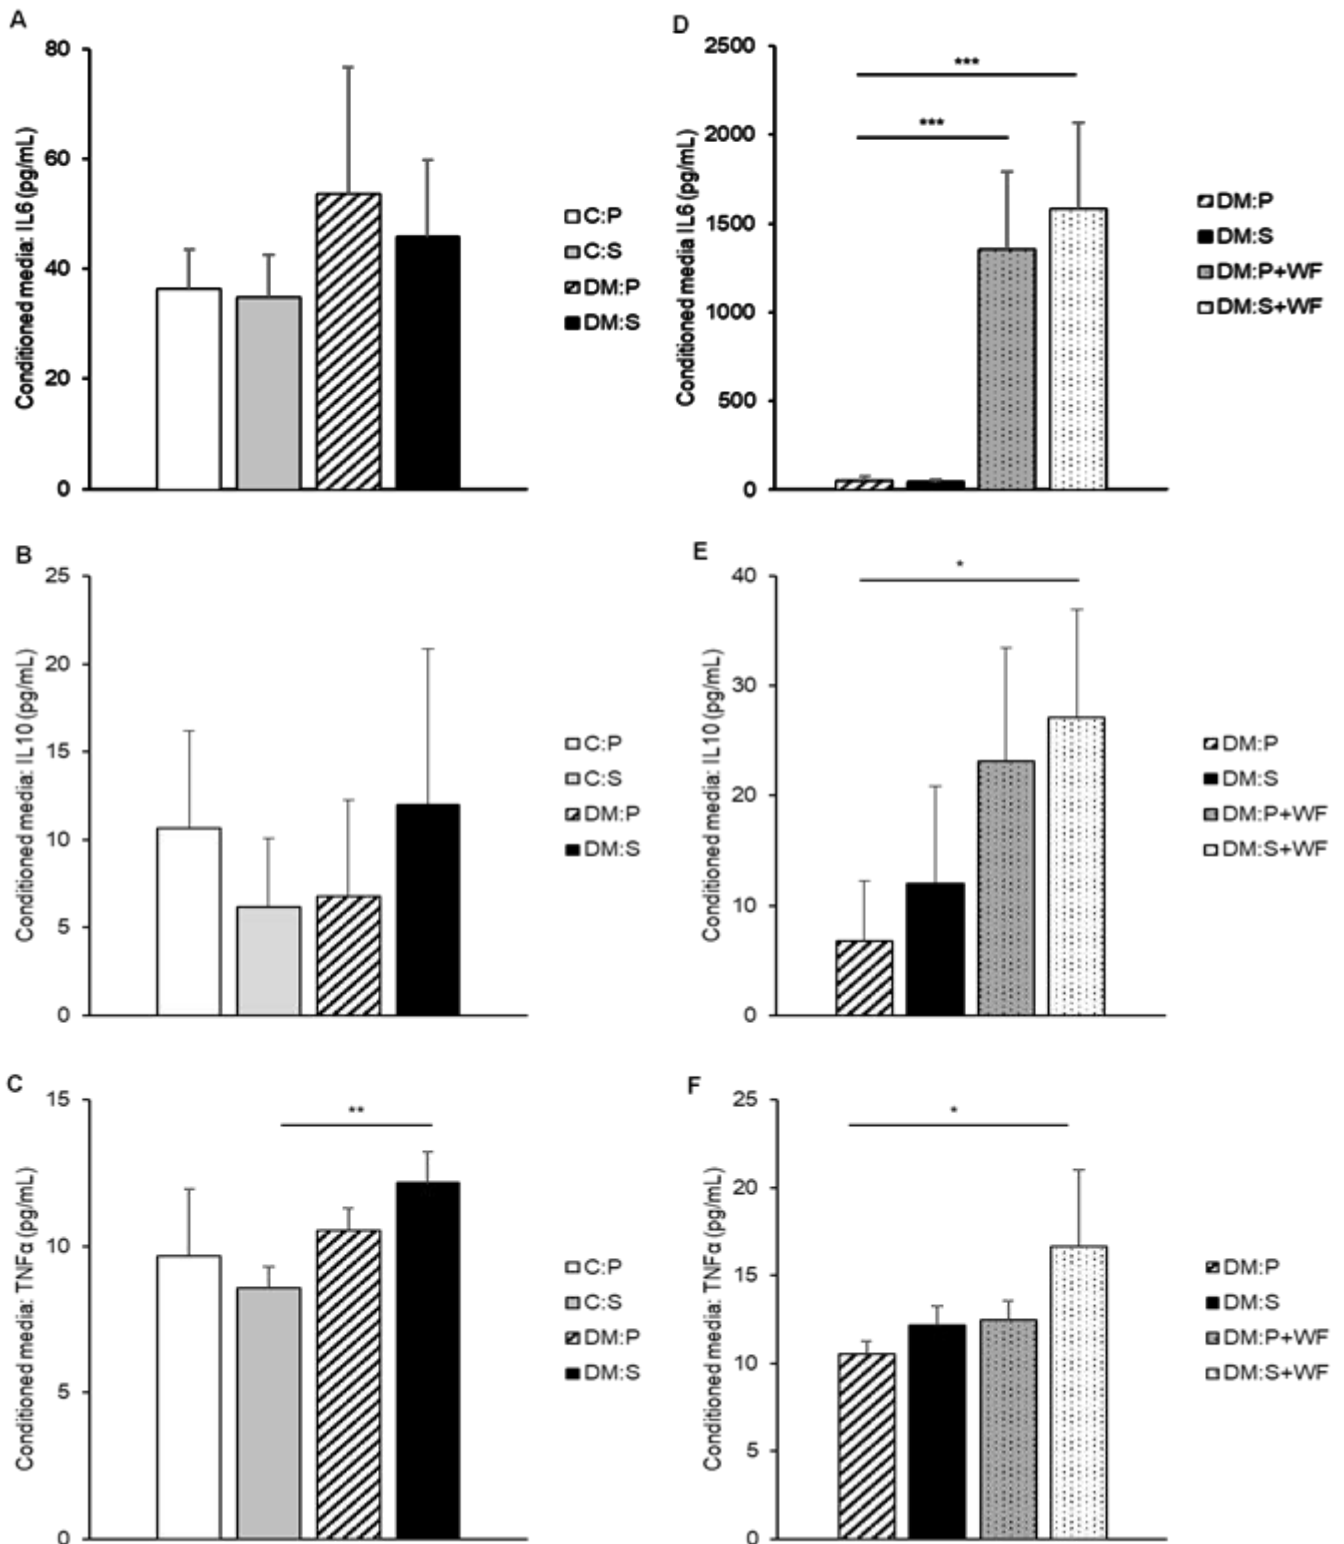 A
Conditioned media: IL6 (pg/mL)
80
60
40
20
0
C:P
C:S
DM:P
DM:S
D
Conditioned media IL6 (pg/mL)
2500
2000
1500
1000
500
0
***
***
DM:P
DM:S
DM:P+WF
DM:S+WF
B
Conditioned media: IL10 (pg/mL)
25
20
15
10
5
0
C:P
C:S
DM:P
DM:S
E
Conditioned media: IL10 (pg/mL)
40
30
20
10
0
*
DM:P
DM:S
DM:P+WF
DM:S+WF
C
Conditioned media: TNFα (pg/mL)
15
10
5
0
**
C:P
C:S
DM:P
DM:S
F
Conditioned media: TNFα (pg/mL)
25
20
15
10
5
0
*
DM:P
DM:S
DM:P+WF
DM:S+WF